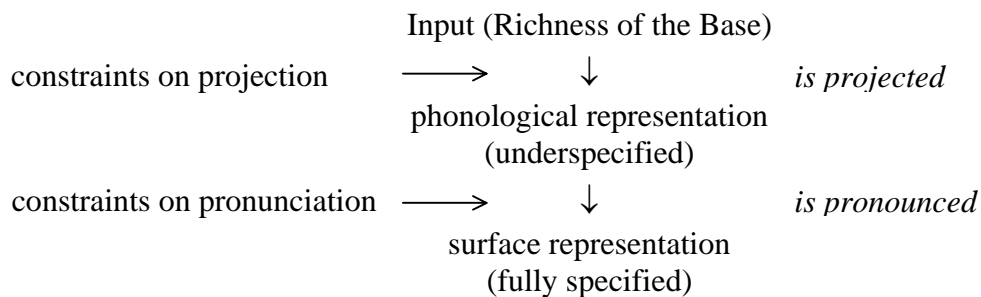 Input (Richness of the Base)
constraints on projection → ↓ is projected
phonological representation
(underspecified)
constraints on pronunciation → ↓ is pronounced
surface representation
(fully specified)